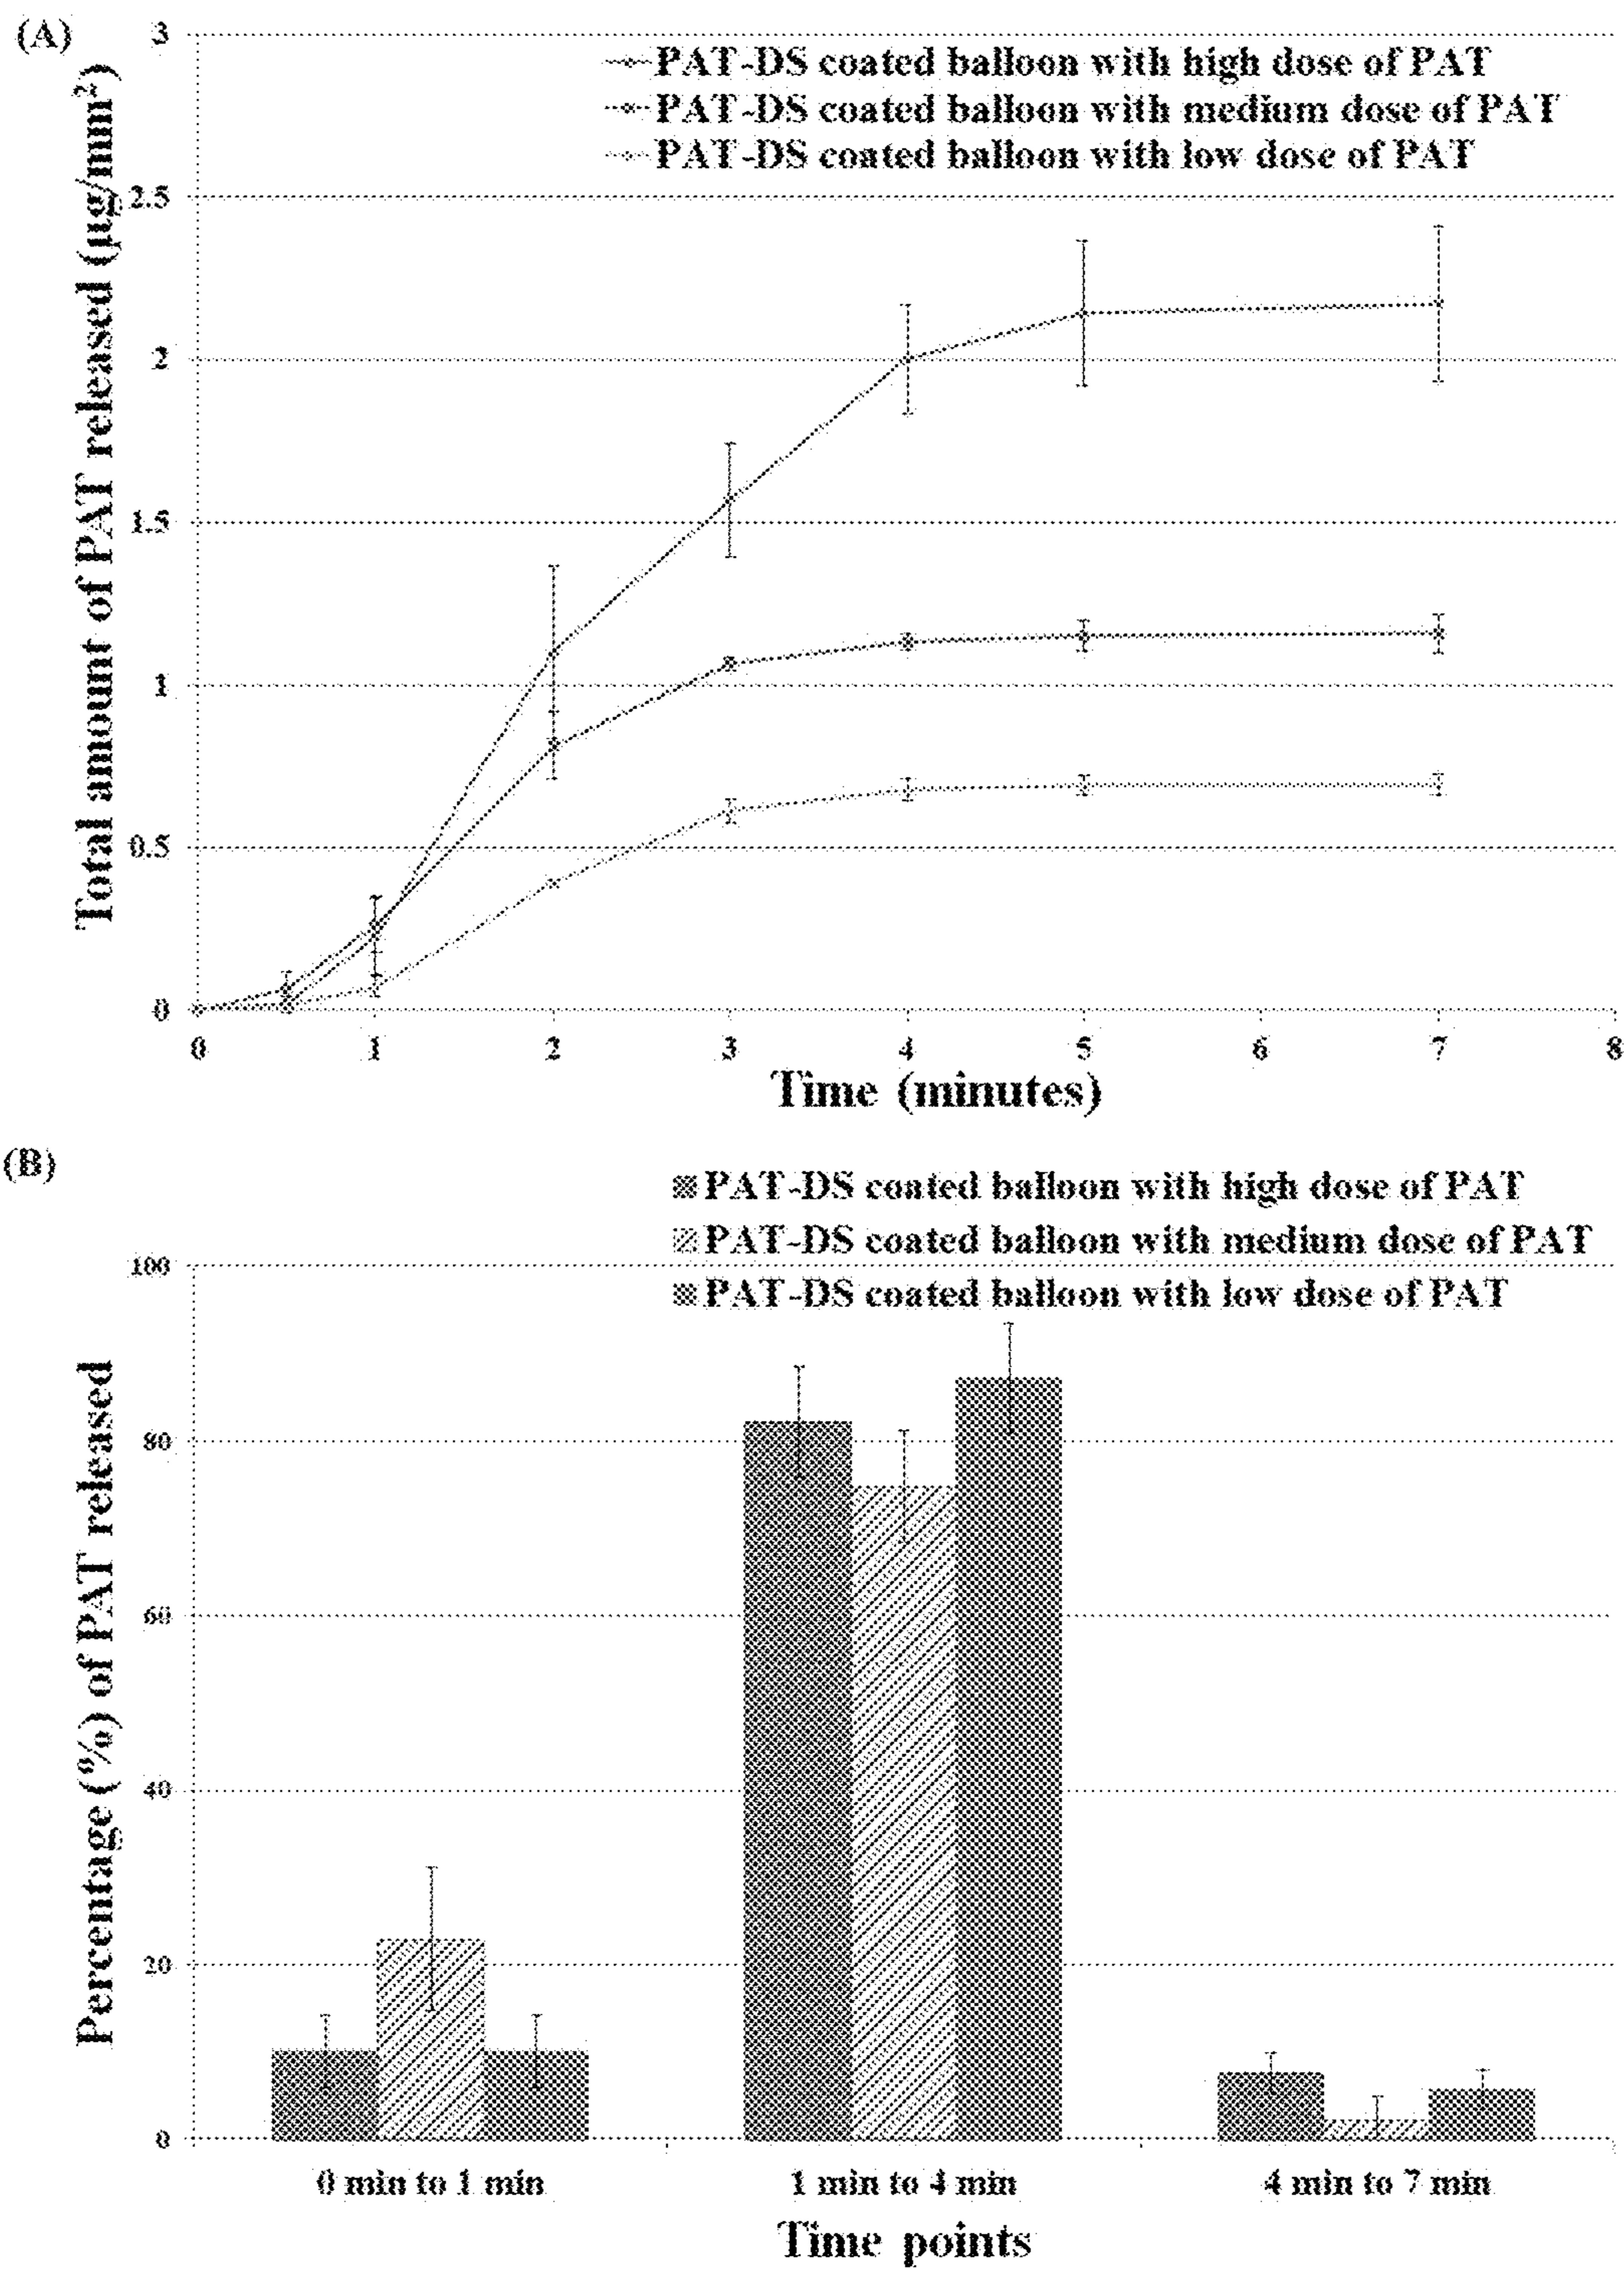 (A)
Total amount of PAT released (µg/mm²)
3
2.5
2
1.5
1
0.5
0
PAT-DS coated balloon with high dose of PAT
PAT-DS coated balloon with medium dose of PAT
PAT-DS coated balloon with low dose of PAT
0 1 2 3 4 5 6 7 8
Time (minutes)
(B)
PAT-DS coated balloon with high dose of PAT
PAT-DS coated balloon with medium dose of PAT
PAT-DS coated balloon with low dose of PAT
Percentage (%) of PAT released
100
80
60
40
20
0
0 min to 1 min 1 min to 4 min 4 min to 7 min
Time points